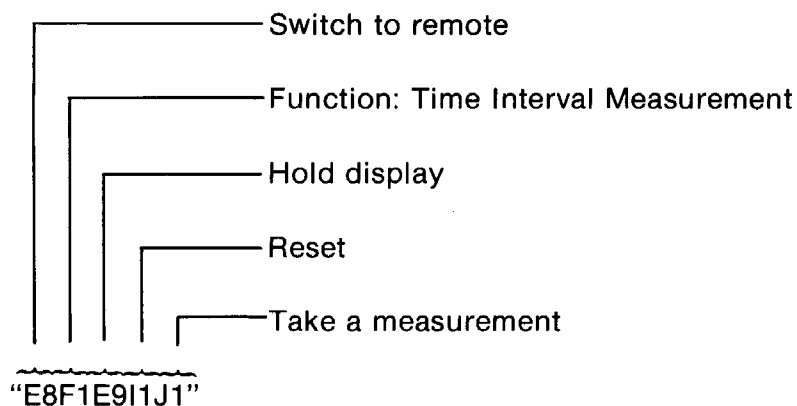 Switch to remote
Function: Time Interval Measurement
Hold display
Reset
Take a measurement
“E8F1E9I1J1”